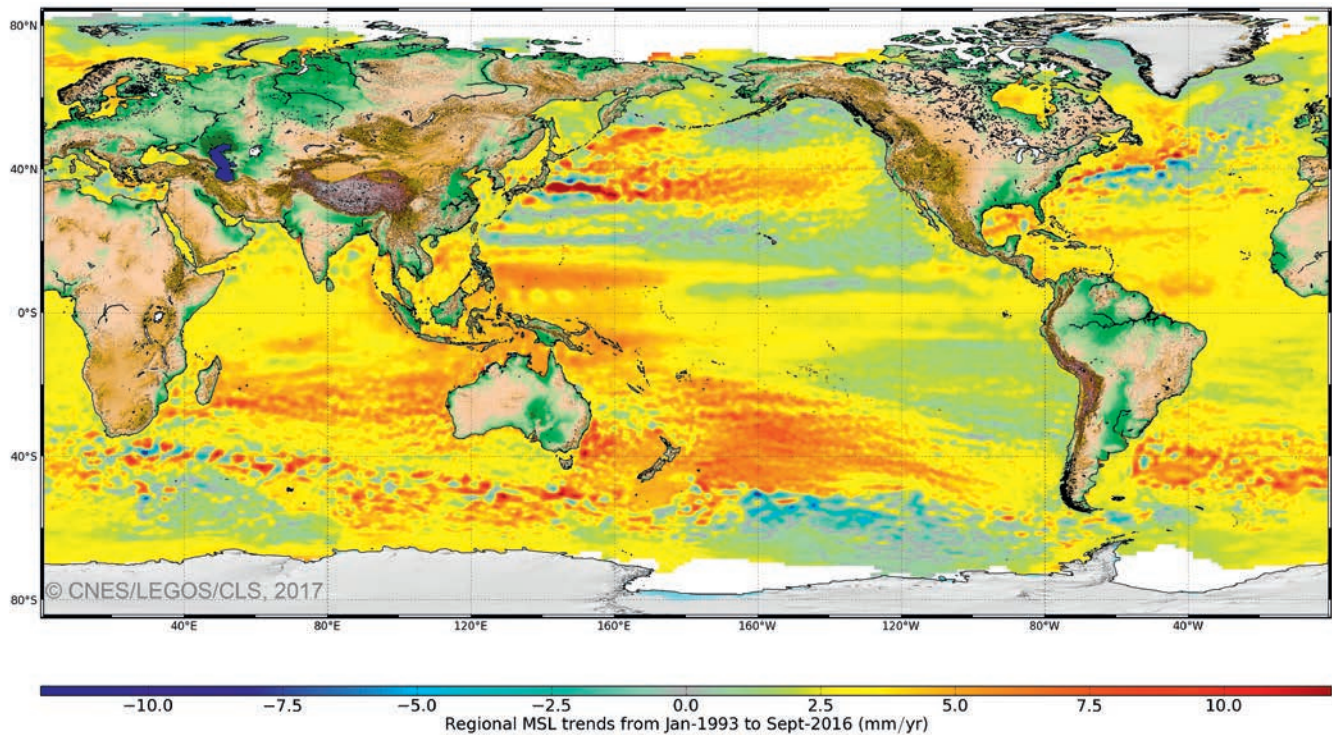 80°N
40°N
0°S
40°S
80°S
© CNES/LEGOS/CLS, 2017
40°E 80°E 120°E 160°E 160°W 120°W 80°W 40°W
−10.0 −7.5 −5.0 −2.5 0.0 2.5 5.0 7.5 10.0
Regional MSL trends from Jan-1993 to Sept-2016 (mm/yr)